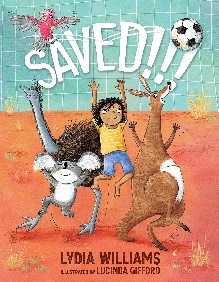 SAVED!!!
LYDIA WILLIAMS
ILLUSTRATED BY LUCINDA GIFFORD